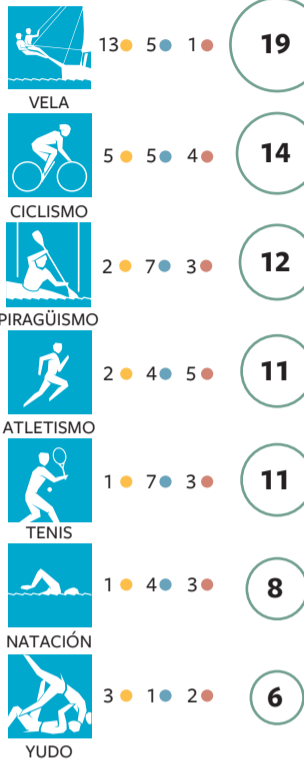 13 5 1 19
VELA
5 5 4 14
CICLISMO
2 7 3 12
PIRAGÜISMO
2 4 5 11
ATLETISMO
1 7 3 11
TENIS
1 4 3 8
NATACIÓN
3 1 2 6
YUDO